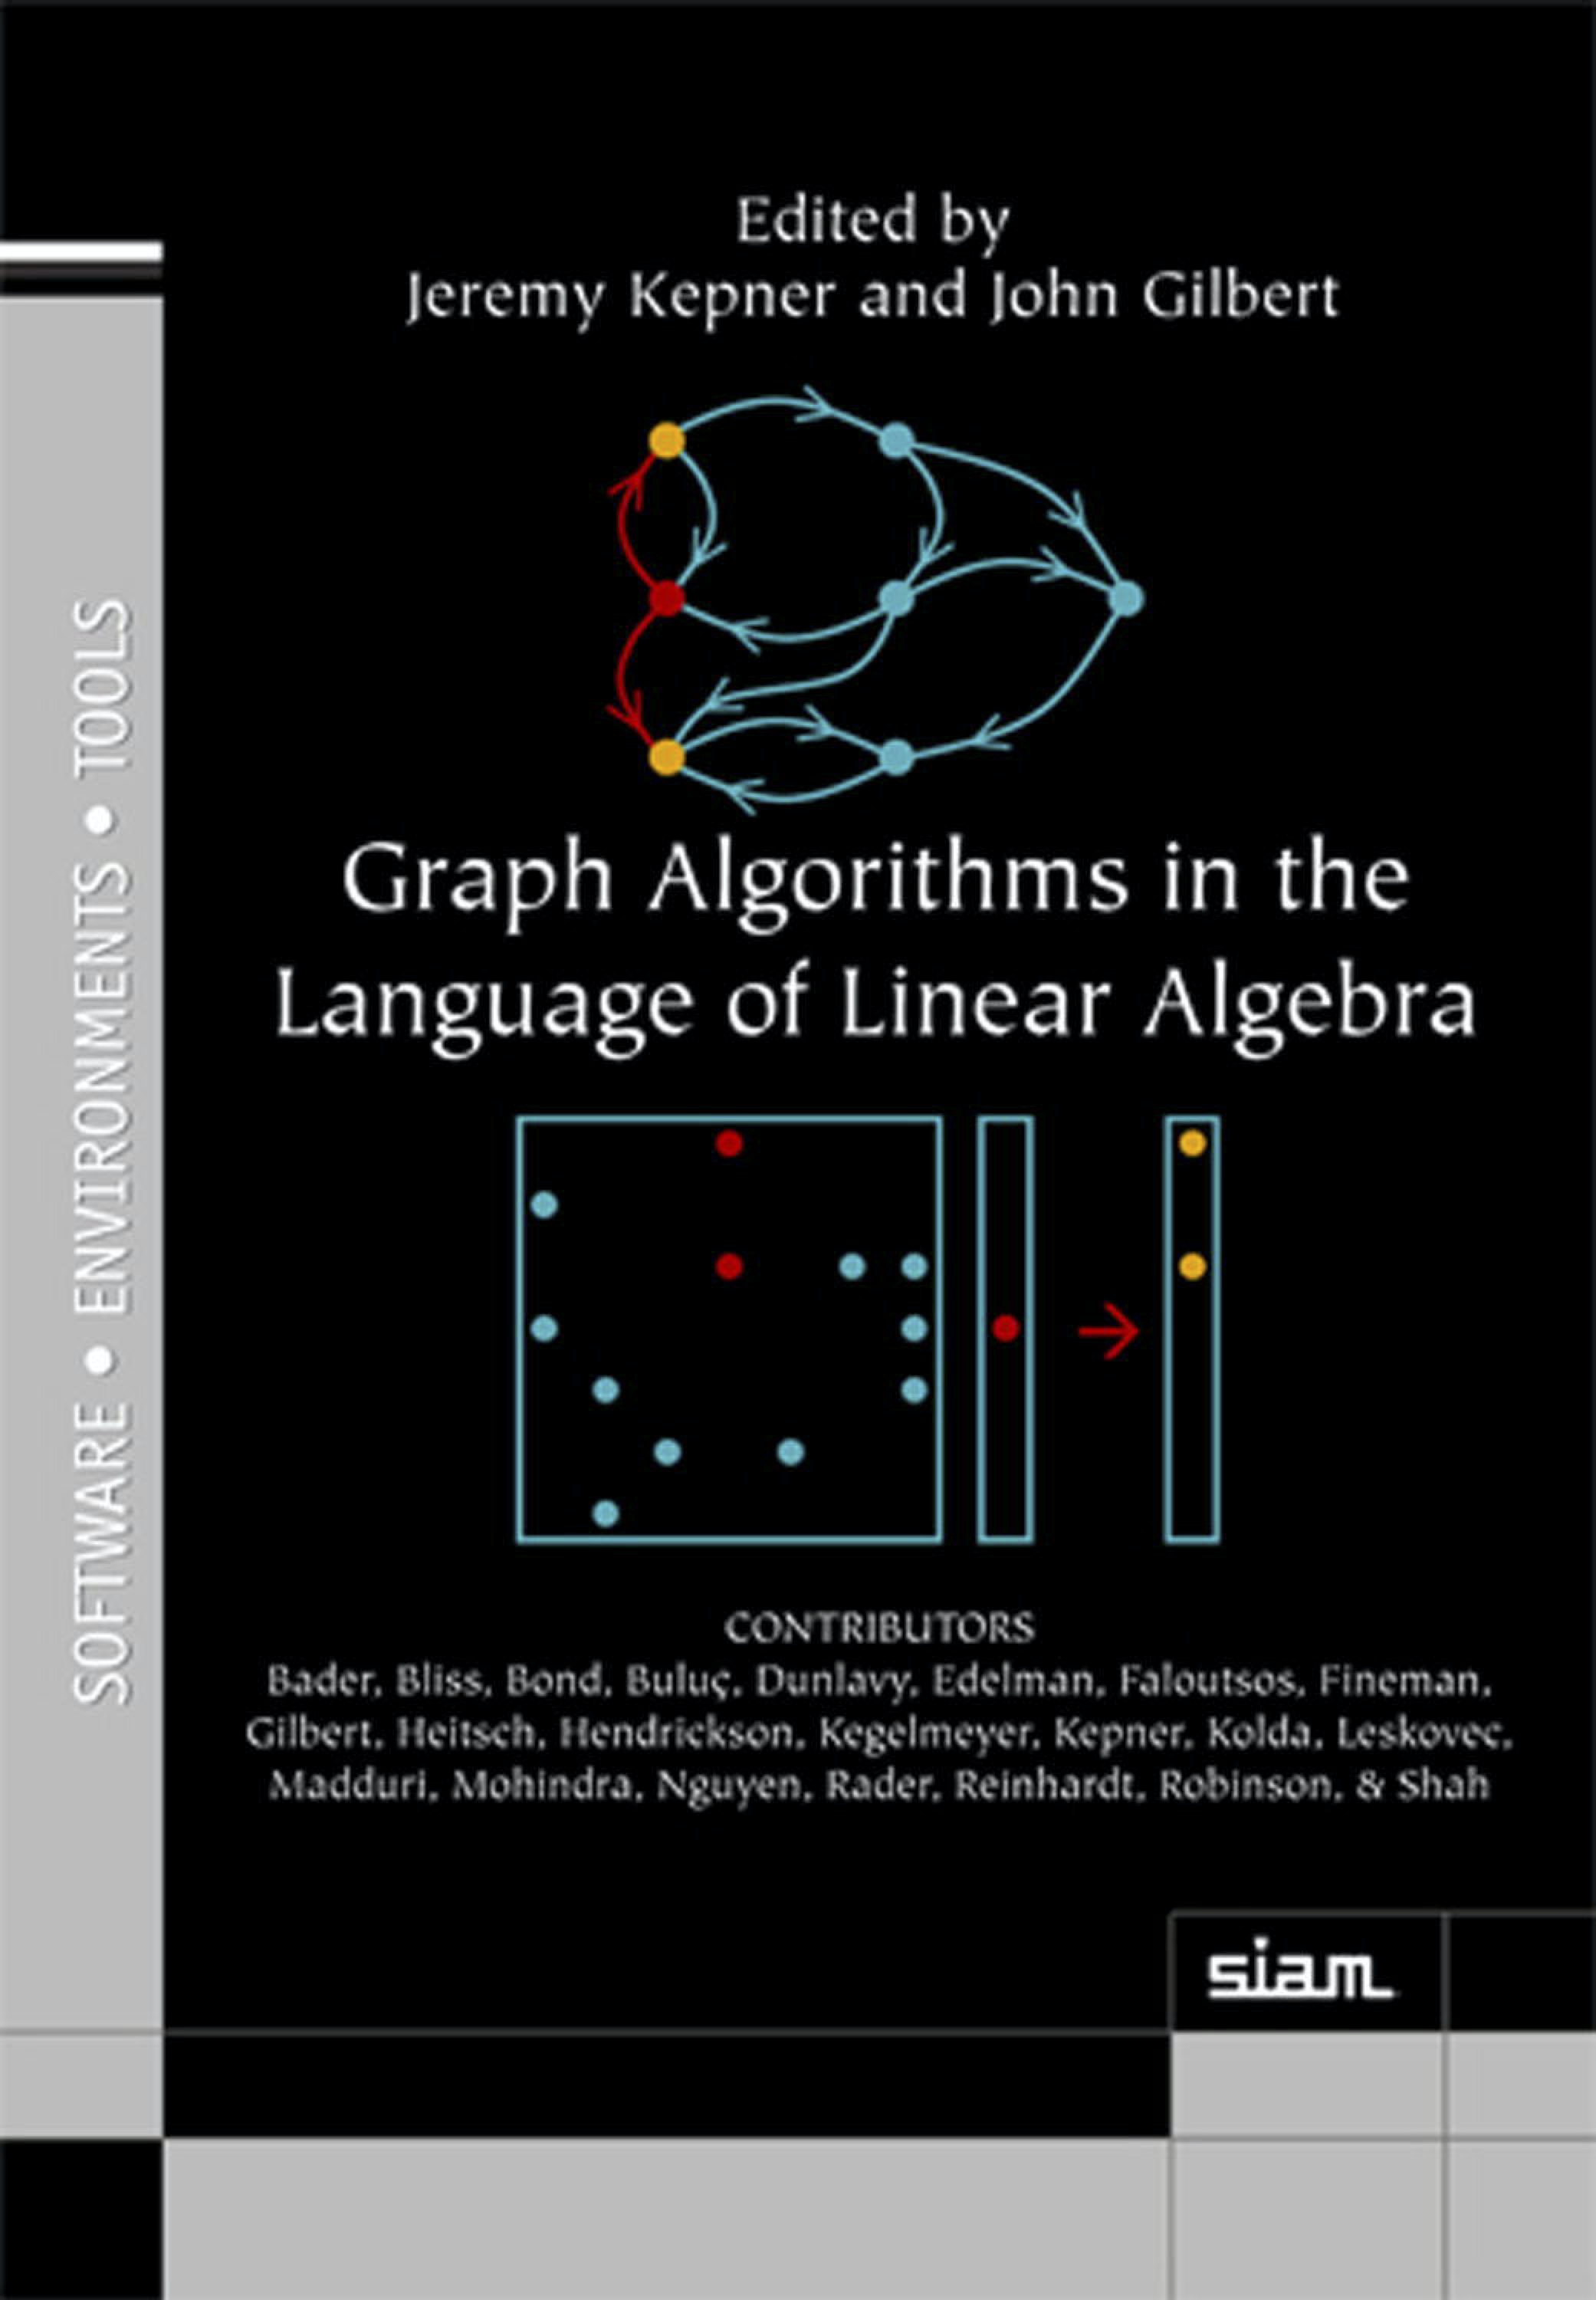 Edited by
Jeremy Kepner and John Gilbert
Graph Algorithms in the
Language of Linear Algebra
CONTRIBUTORS
Bader, Bliss, Bond, Buluç, Dunlavy, Edelman, Faloutsos, Fineman,
Gilbert, Heitsch, Hendrickson, Kegelmeyer, Kepner, Kolda, Leskovec,
Madduri, Mohindra, Nguyen, Rader, Reinhardt, Robinson, & Shah
siam
SOFTWARE • ENVIRONMENTS • TOOLS